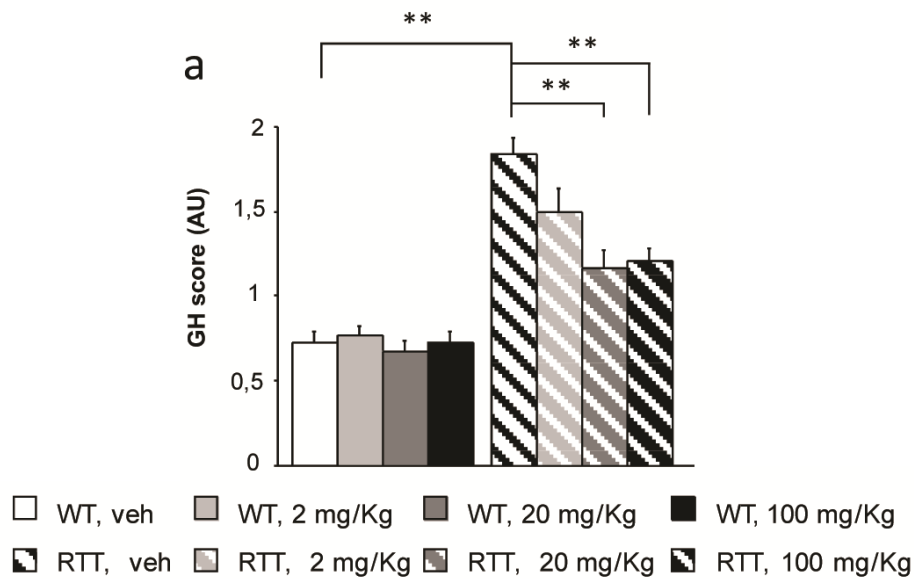 **
a
**
**
2
1,5
1
0,5
0
GH score (AU)
WT, veh
WT, 2 mg/Kg
WT, 20 mg/Kg
WT, 100 mg/Kg
RTT, veh
RTT, 2 mg/Kg
RTT, 20 mg/Kg
RTT, 100 mg/Kg